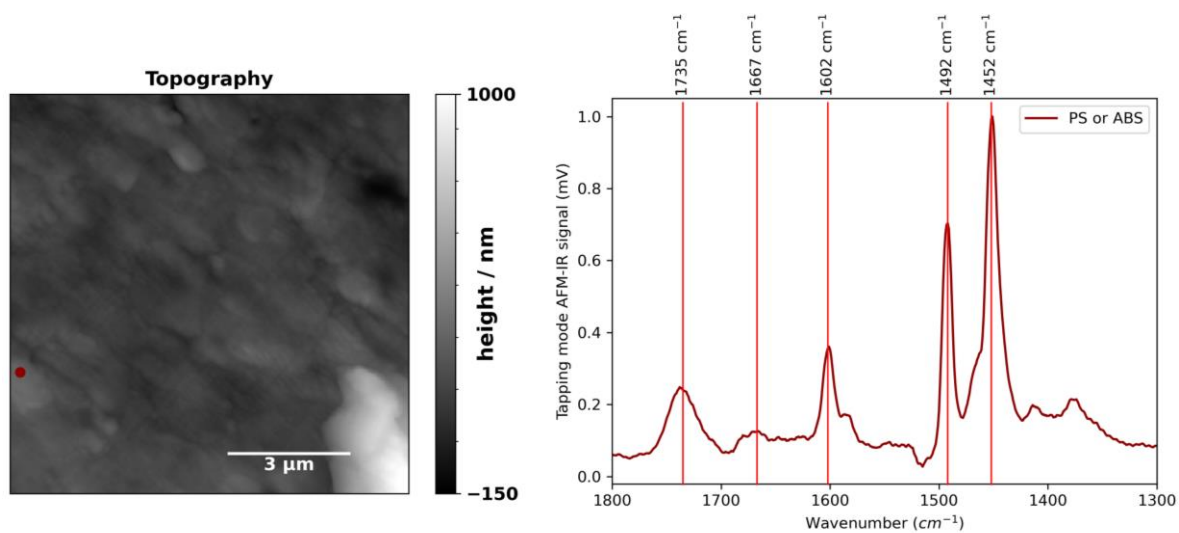 Topography
1000
height / nm
−150
3 μm
1735 cm⁻¹
1667 cm⁻¹
1602 cm⁻¹
1492 cm⁻¹
1452 cm⁻¹
PS or ABS
Tapping mode AFM-IR signal (mV)
1.0
0.8
0.6
0.4
0.2
0.0
1800
1700
1600
1500
1400
1300
Wavenumber (cm⁻¹)